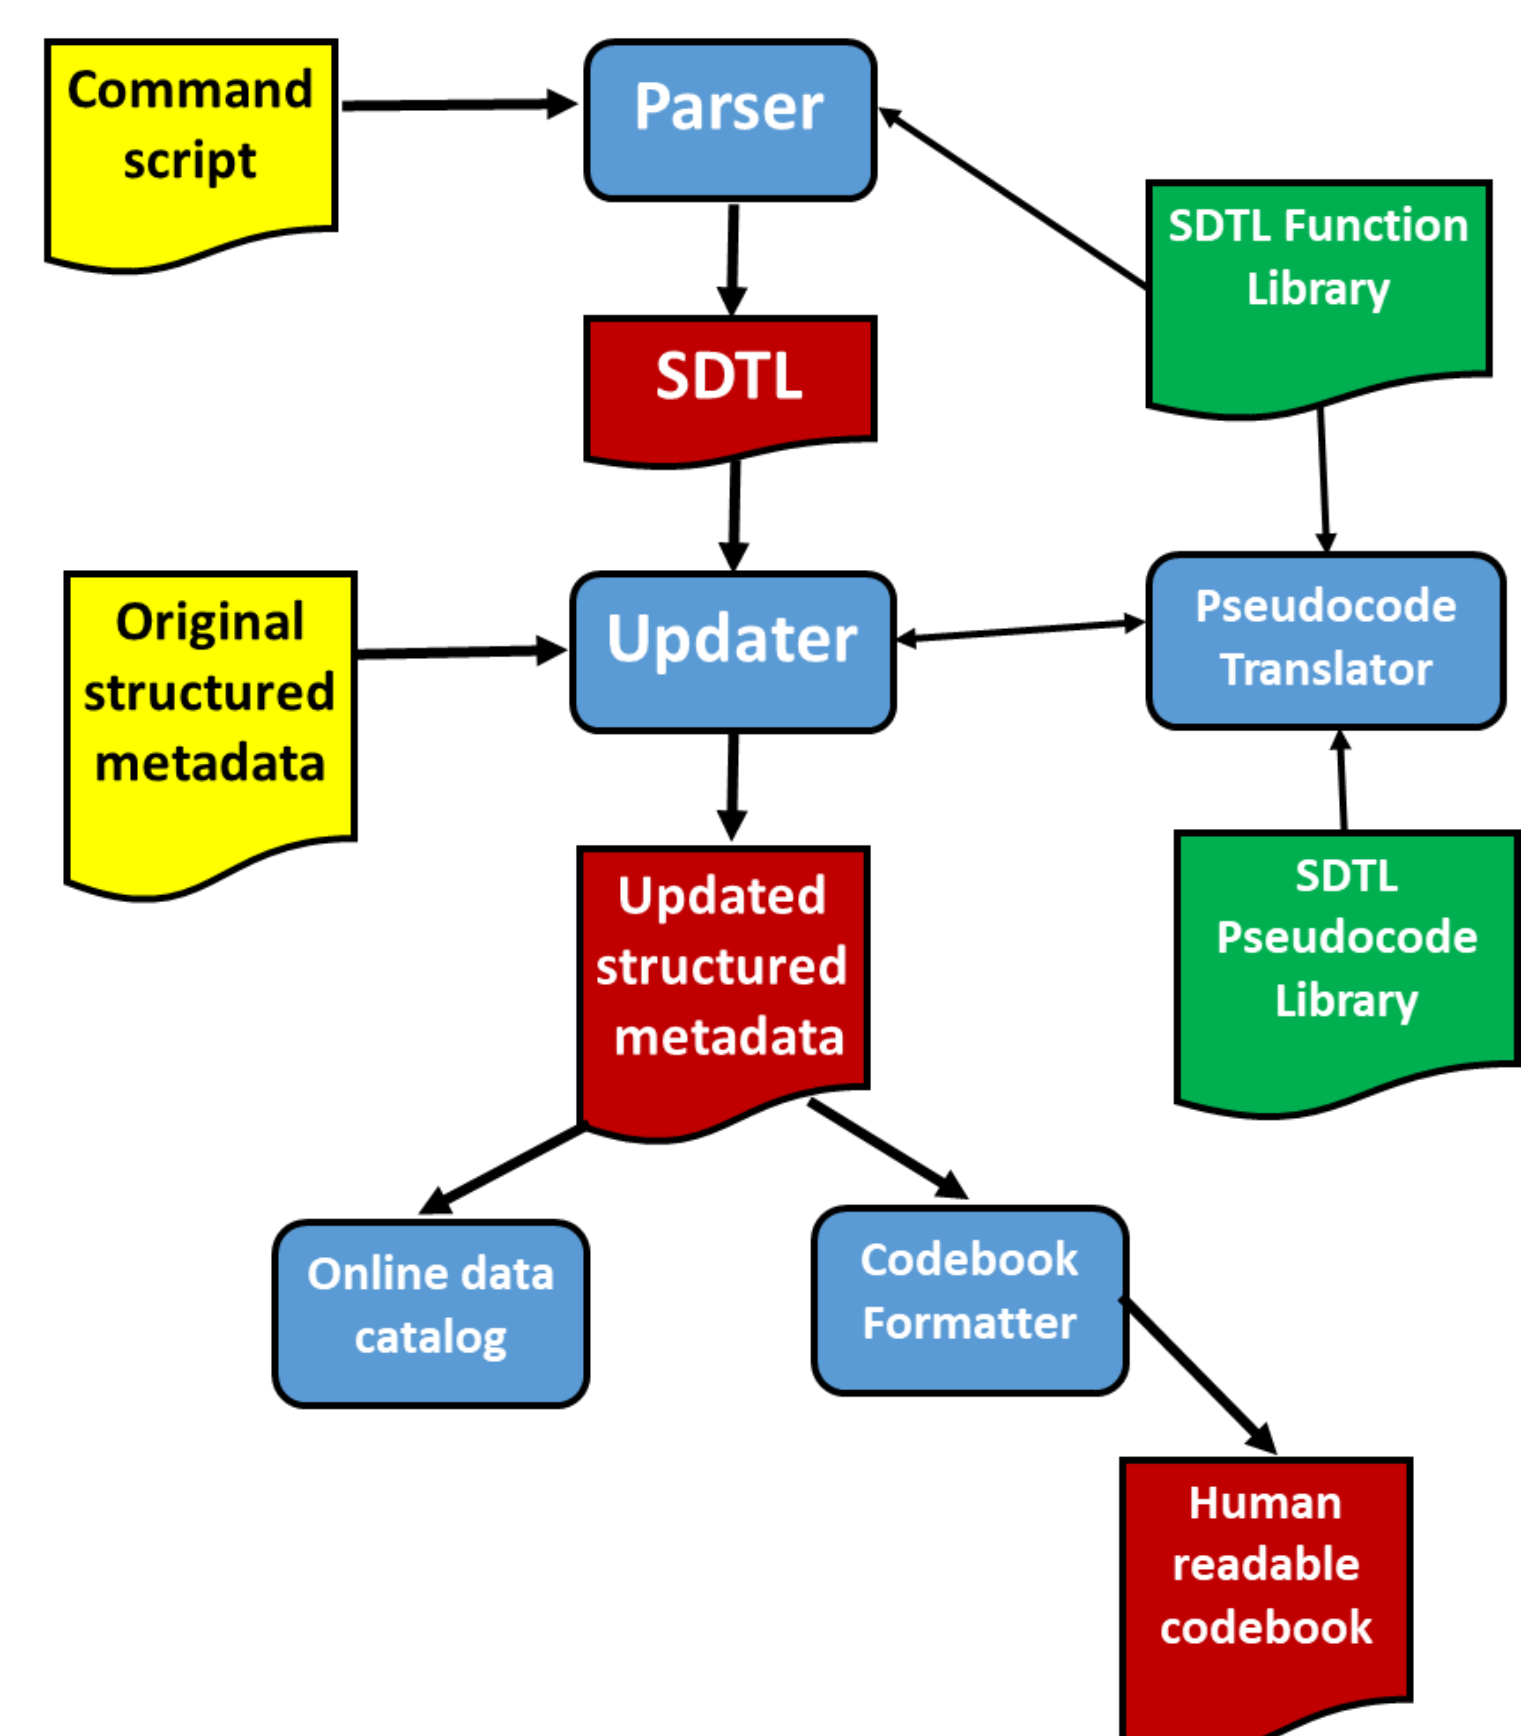 Command
script
Parser
SDTL Function
Library
SDTL
Original
structured
metadata
Updater
Pseudocode
Translator
Updated
structured
metadata
SDTL
Pseudocode
Library
Online data
catalog
Codebook
Formatter
Human
readable
codebook